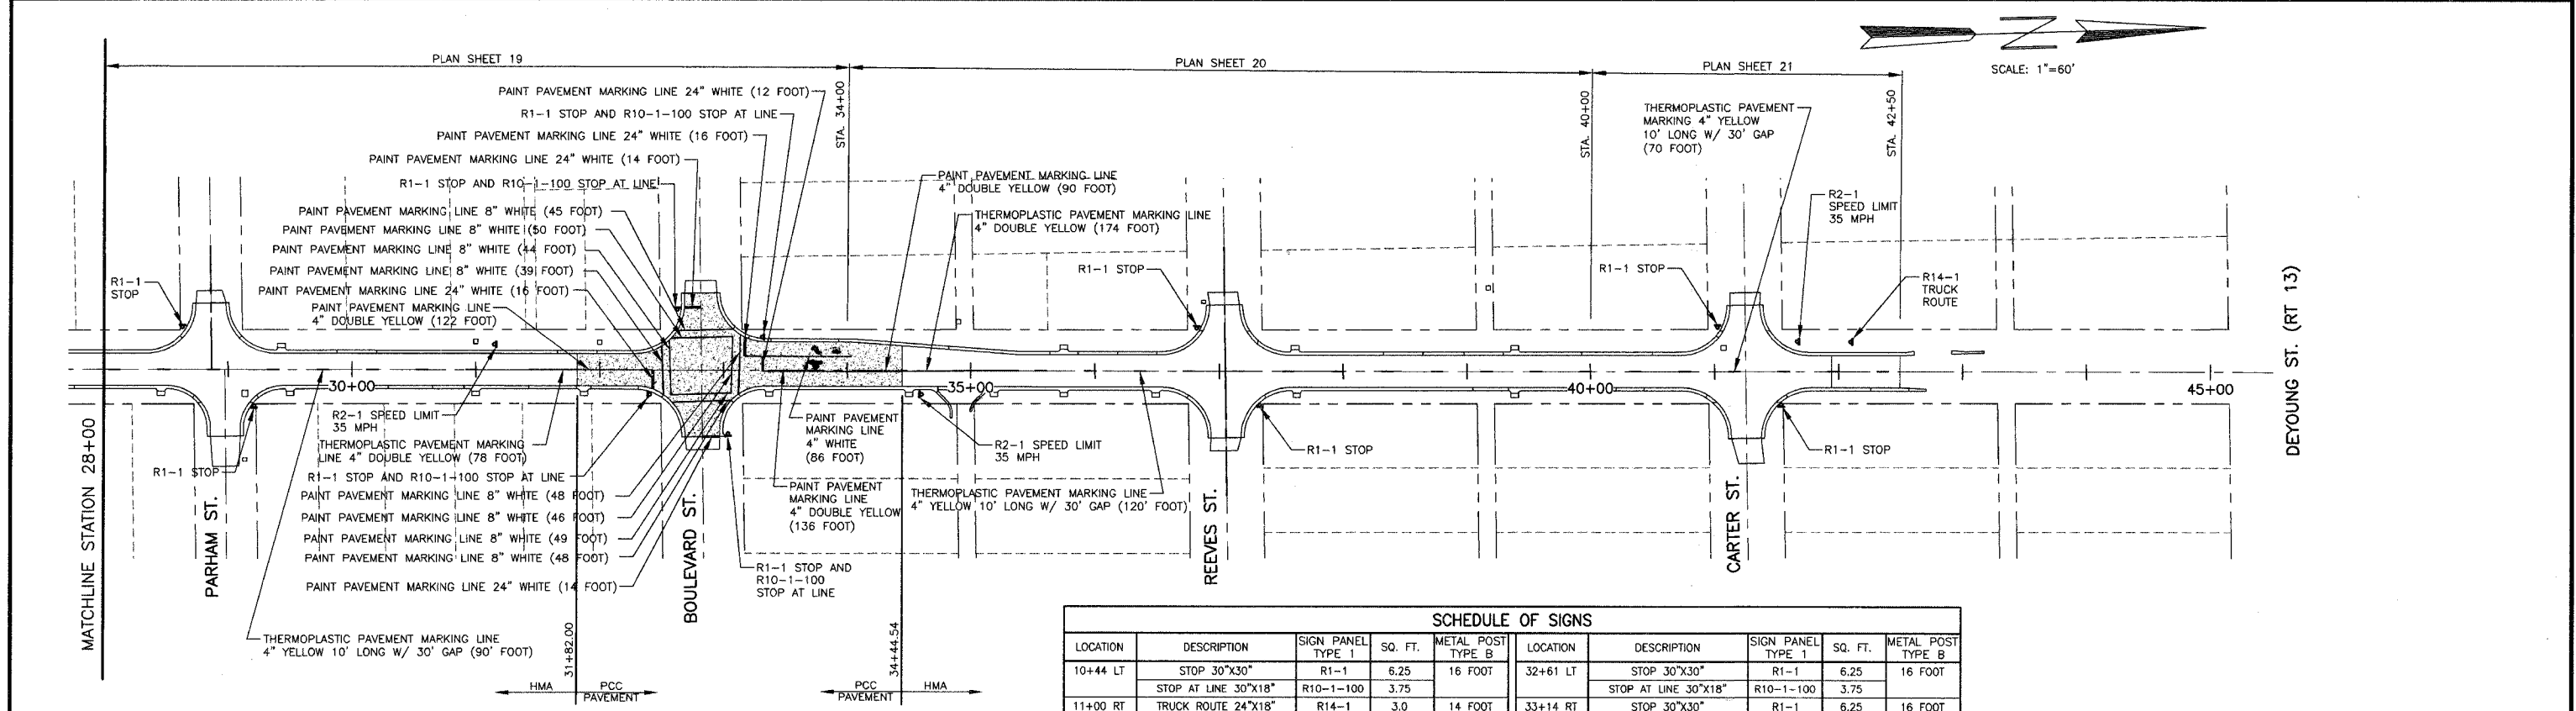 PLAN SHEET 19
PLAN SHEET 20
PLAN SHEET 21
N
SCALE: 1"=60'
STA. 34+00
STA. 40+00
STA. 42+50
PAINT PAVEMENT MARKING LINE 24" WHITE (12 FOOT)
R1-1 STOP AND R10-1-100 STOP AT LINE
PAINT PAVEMENT MARKING LINE 24" WHITE (16 FOOT)
PAINT PAVEMENT MARKING LINE 24" WHITE (14 FOOT)
R1-1 STOP AND R10-1-100 STOP AT LINE
PAINT PAVEMENT MARKING LINE 8" WHITE (45 FOOT)
PAINT PAVEMENT MARKING LINE 8" WHITE (50 FOOT)
PAINT PAVEMENT MARKING LINE 8" WHITE (44 FOOT)
PAINT PAVEMENT MARKING LINE 8" WHITE (39 FOOT)
PAINT PAVEMENT MARKING LINE 24" WHITE (16 FOOT)
PAINT PAVEMENT MARKING LINE
4" DOUBLE YELLOW (122 FOOT)
R1-1
STOP
PAINT PAVEMENT MARKING LINE
4" DOUBLE YELLOW (90 FOOT)
THERMOPLASTIC PAVEMENT MARKING LINE
4" DOUBLE YELLOW (174 FOOT)
R1-1 STOP
THERMOPLASTIC PAVEMENT
MARKING 4" YELLOW
10' LONG W/ 30' GAP
(70 FOOT)
R1-1 STOP
R2-1
SPEED LIMIT
35 MPH
R14-1
TRUCK
ROUTE
DEYOUNG ST. (RT 13)
30+00
35+00
40+00
45+00
MATCHLINE STATION 28+00
PARHAM ST.
R1-1 STOP
R2-1 SPEED LIMIT
35 MPH
THERMOPLASTIC PAVEMENT MARKING
LINE 4" DOUBLE YELLOW (78 FOOT)
R1-1 STOP AND R10-1-100 STOP AT LINE
PAINT PAVEMENT MARKING LINE 8" WHITE (48 FOOT)
PAINT PAVEMENT MARKING LINE 8" WHITE (46 FOOT)
PAINT PAVEMENT MARKING LINE 8" WHITE (49 FOOT)
PAINT PAVEMENT MARKING LINE 8" WHITE (48 FOOT)
PAINT PAVEMENT MARKING LINE 24" WHITE (14 FOOT)
THERMOPLASTIC PAVEMENT MARKING LINE
4" YELLOW 10' LONG W/ 30' GAP (90' FOOT)
BOULEVARD ST.
PAINT PAVEMENT
MARKING LINE
4" WHITE
(86 FOOT)
PAINT PAVEMENT
MARKING LINE
4" DOUBLE YELLOW
(136 FOOT)
R1-1 STOP AND
R10-1-100
STOP AT LINE
R2-1 SPEED LIMIT
35 MPH
THERMOPLASTIC PAVEMENT MARKING LINE
4" YELLOW 10' LONG W/ 30' GAP (120' FOOT)
REEVES ST.
R1-1 STOP
CARTER ST.
R1-1 STOP
31+82.00
HMA
PCC
PAVEMENT
34+44.54
PCC
PAVEMENT
HMA
SCHEDULE OF SIGNS
LOCATION DESCRIPTION SIGN PANEL TYPE 1 SQ. FT. METAL POST TYPE B LOCATION DESCRIPTION SIGN PANEL TYPE 1 SQ. FT. METAL POST TYPE B
10+44 LT STOP 30"X30" R1-1 6.25 16 FOOT 32+61 LT STOP 30"X30" R1-1 6.25 16 FOOT
STOP AT LINE 30"X18" R10-1-100 3.75 STOP AT LINE 30"X18" R10-1-100 3.75
11+00 RT TRUCK ROUTE 24"X18" R14-1 3.0 14 FOOT 33+14 RT STOP 30"X30" R1-1 6.25 16 FOOT